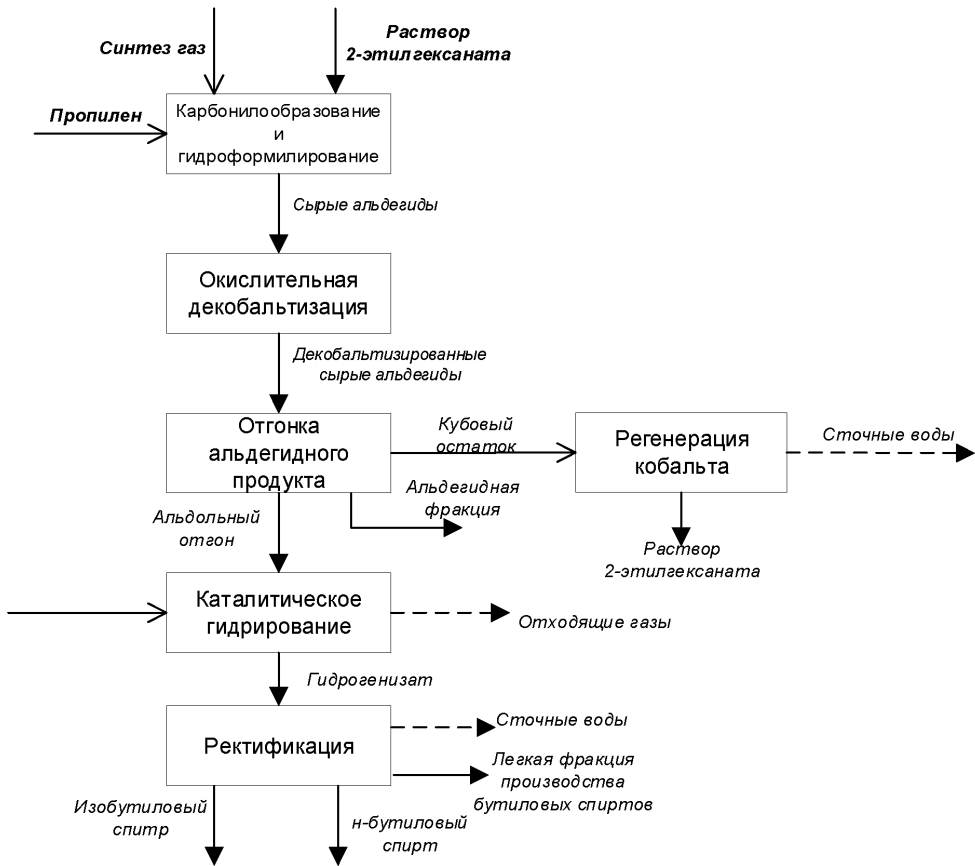 Синтез газ
Раствор
2-этилгексаната
Пропилен
Карбонилообразование
и
гидроформилирование
Сырые альдегиды
Окислительная
декобальтизация
Декобальтизированные
сырые альдегиды
Отгонка
альдегидного
продукта
Кубовый
остаток
Регенерация
кобальта
Сточные воды
Альдегидная
фракция
Альдольный
отгон
Раствор
2-этилгексаната
Каталитическое
гидрирование
Отходящие газы
Гидрогенизат
Ректификация
Сточные воды
Легкая фракция
производства
бутиловых спиртов
Изобутиловый
спитр
н-бутиловый
спирт